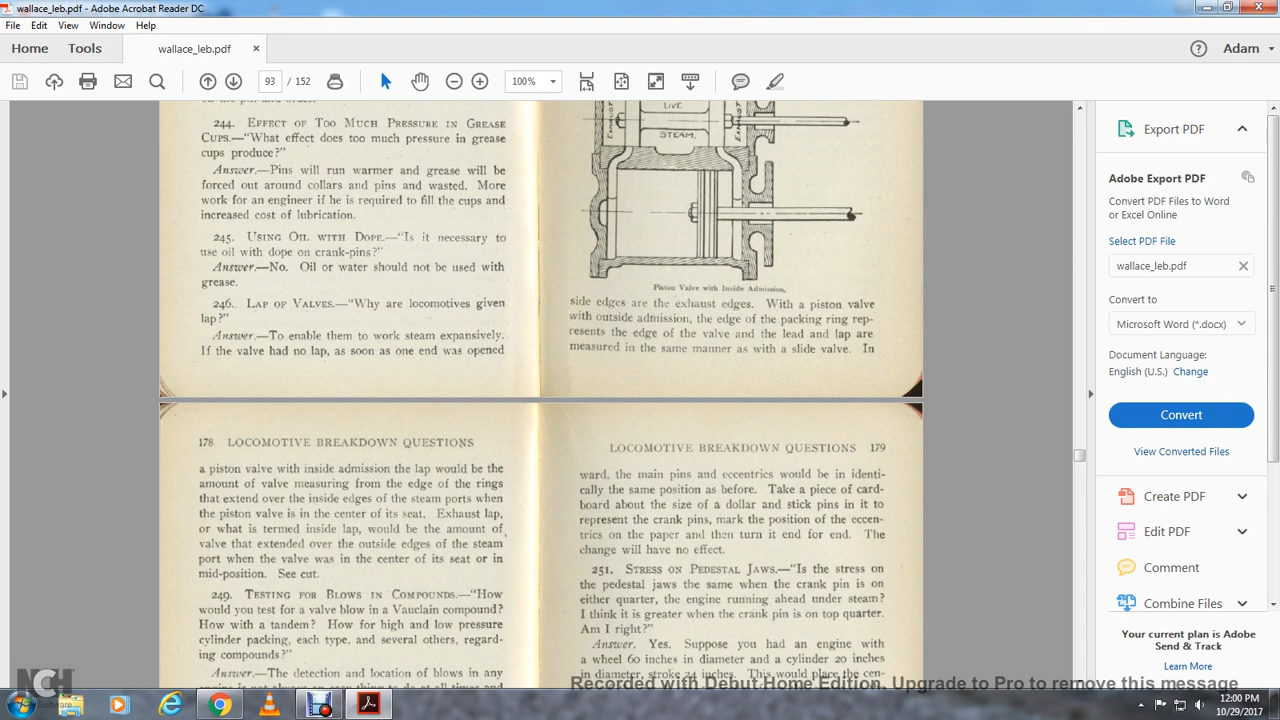 wallace_leb.pdf - Adobe Acrobat Reader DC
File Edit View Window Help
Home Tools wallace_leb.pdf × Adam
93 / 152 100%
244. Effect of Too Much Pressure in Grease
Cups.—"What effect does too much pressure in grease
cups produce?"
Answer.—Pins will run warmer and grease will be
forced out around collars and pins and wasted. More
work for an engineer if he is required to fill the cups and
increased cost of lubrication.
245. Using Oil with Dope.—"Is it necessary to
use oil with dope on crank-pins?"
Answer.—No. Oil or water should not be used with
grease.
246. Lap of Valves.—"Why are locomotives given
lap?"
Answer.—To enable them to work steam expansively.
If the valve had no lap, as soon as one end was opened
EXHAUST
LIVE
STEAM.
EXHAUST
Piston Valve with Inside Admission,
side edges are the exhaust edges. With a piston valve
with outside admission, the edge of the packing ring rep-
resents the edge of the valve and the lead and lap are
measured in the same manner as with a slide valve. In
178 LOCOMOTIVE BREAKDOWN QUESTIONS
a piston valve with inside admission the lap would be the
amount of valve measuring from the edge of the rings
that extend over the inside edges of the steam ports when
the piston valve is in the center of its seat. Exhaust lap,
or what is termed inside lap, would be the amount of
valve that extended over the outside edges of the steam
port when the valve was in the center of its seat or in
mid-position. See cut.
249. Testing for Blows in Compounds.—"How
would you test for a valve blow in a Vauclain compound?
How with a tandem? How for high and low pressure
cylinder packing, each type, and several others, regard-
ing compounds?"
Answer.—The detection and location of blows in any
LOCOMOTIVE BREAKDOWN QUESTIONS 179
ward, the main pins and eccentrics would be in identi-
cally the same position as before. Take a piece of card-
board about the size of a dollar and stick pins in it to
represent the crank pins, mark the position of the eccen-
trics on the paper and then turn it end for end. The
change will have no effect.
251. Stress on Pedestal Jaws.—"Is the stress on
the pedestal jaws the same when the crank pin is on
either quarter, the engine running ahead under steam?
I think it is greater when the crank pin is on top quarter.
Am I right?"
Answer. Yes. Suppose you had an engine with
a wheel 60 inches in diameter and a cylinder 20 inches
in diameter, stroke 24 inches. This would place the cen-
Export PDF
Adobe Export PDF
Convert PDF Files to Word
or Excel Online
Select PDF File
wallace_leb.pdf
Convert to
Microsoft Word (*.docx)
Document Language:
English (U.S.) Change
Convert
View Converted Files
Create PDF
Edit PDF
Comment
Combine Files
Your current plan is Adobe
Send & Track
Learn More
NCH Software
Recorded with Debut Home Edition. Upgrade to Pro to remove this message
12:00 PM
10/29/2017